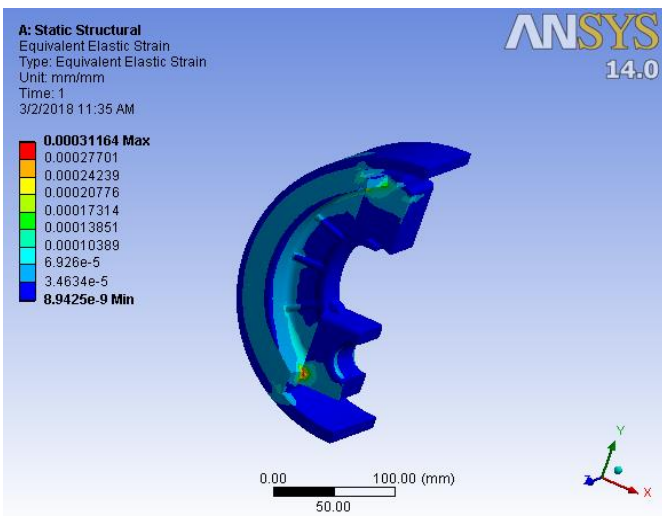 A: Static Structural
Equivalent Elastic Strain
Type: Equivalent Elastic Strain
Unit: mm/mm
Time: 1
3/2/2018 11:35 AM
ANSYS
14.0
0.00031164 Max
0.00027701
0.00024239
0.00020776
0.00017314
0.00013851
0.00010389
6.926e-5
3.4634e-5
8.9425e-9 Min
0.00
100.00 (mm)
50.00
Y
Z
X